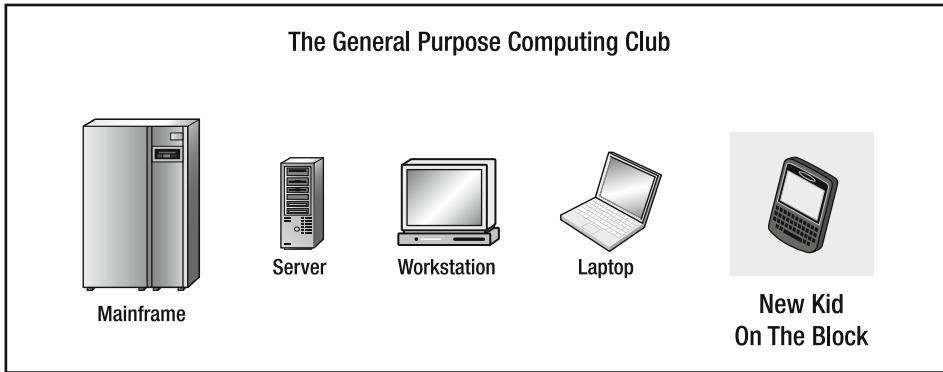 The General Purpose Computing Club
Mainframe
Server
Workstation
Laptop
New Kid
On The Block